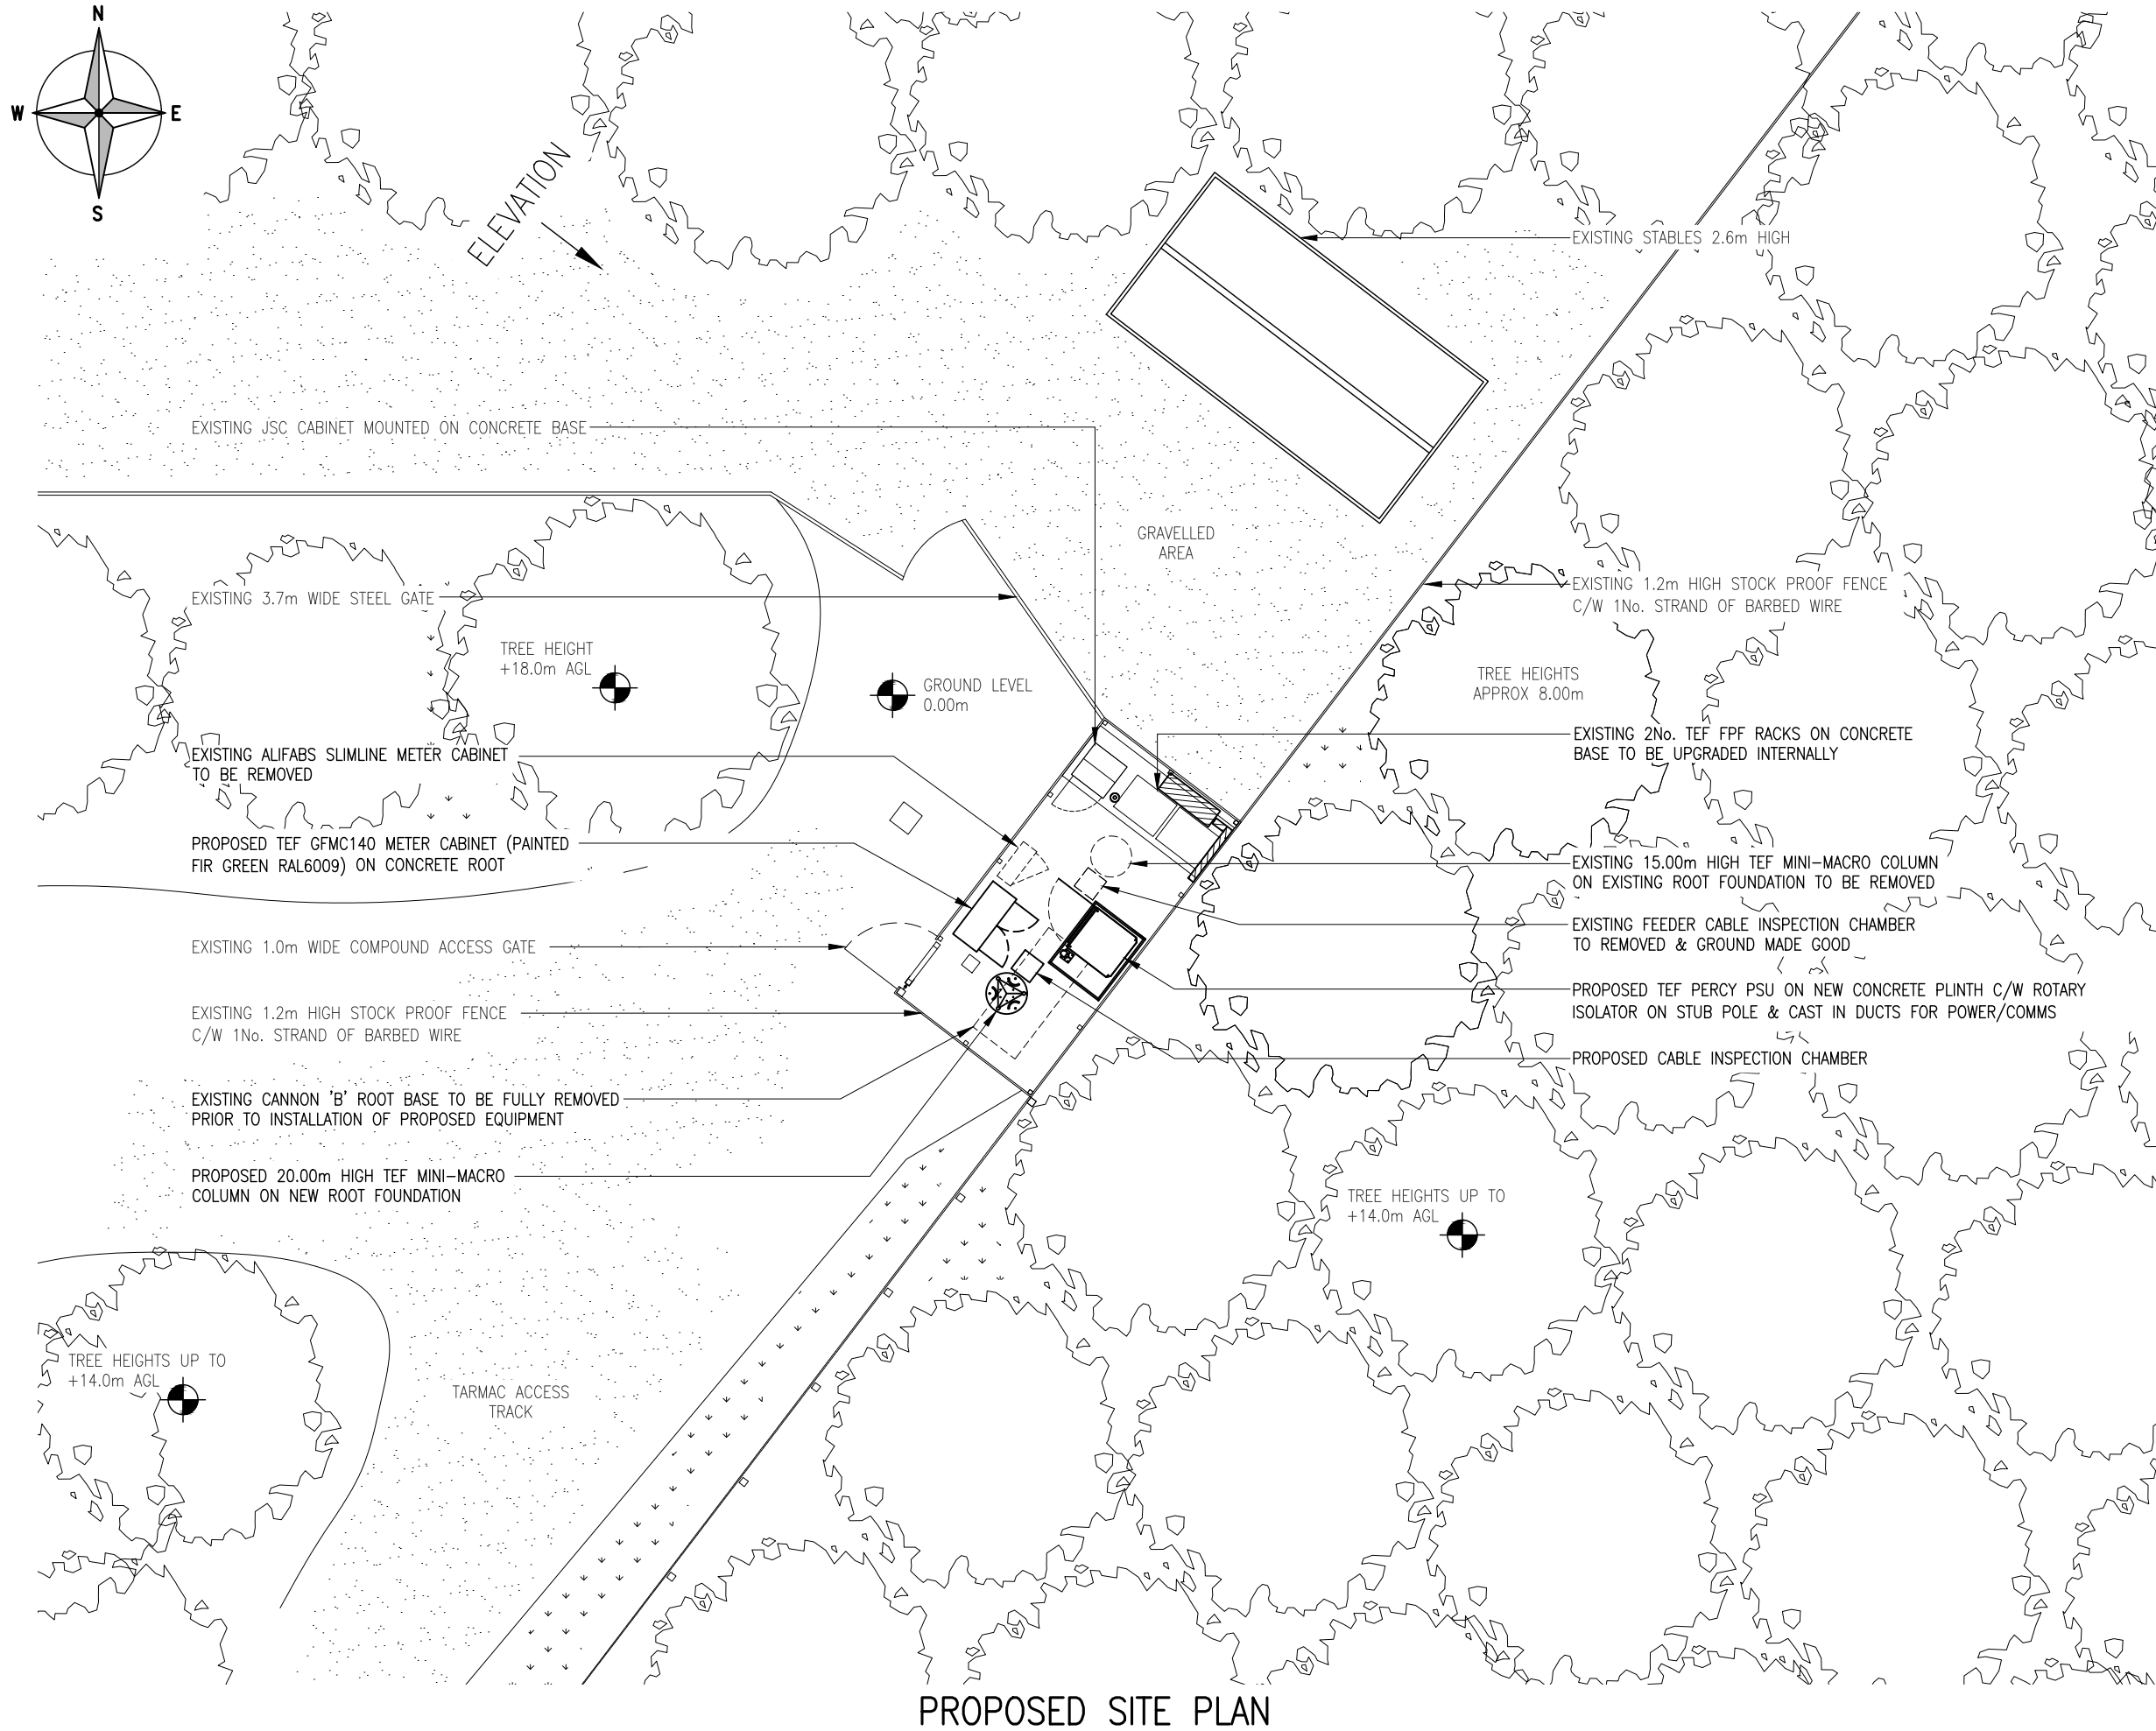 N
W
E
S
ELEVATION
EXISTING STABLES 2.6m HIGH
EXISTING JSC CABINET MOUNTED ON CONCRETE BASE
GRAVELLED
AREA
EXISTING 3.7m WIDE STEEL GATE
EXISTING 1.2m HIGH STOCK PROOF FENCE
C/W 1No. STRAND OF BARBED WIRE
TREE HEIGHT
+18.0m AGL
GROUND LEVEL
0.00m
TREE HEIGHTS
APPROX 8.00m
EXISTING 2No. TEF FPF RACKS ON CONCRETE
BASE TO BE UPGRADED INTERNALLY
EXISTING ALIFABS SLIMLINE METER CABINET
TO BE REMOVED
PROPOSED TEF GFMC140 METER CABINET (PAINTED
FIR GREEN RAL6009) ON CONCRETE ROOT
EXISTING 15.00m HIGH TEF MINI-MACRO COLUMN
ON EXISTING ROOT FOUNDATION TO BE REMOVED
EXISTING FEEDER CABLE INSPECTION CHAMBER
TO REMOVED & GROUND MADE GOOD
EXISTING 1.0m WIDE COMPOUND ACCESS GATE
PROPOSED TEF PERCY PSU ON NEW CONCRETE PLINTH C/W ROTARY
ISOLATOR ON STUB POLE & CAST IN DUCTS FOR POWER/COMMS
EXISTING 1.2m HIGH STOCK PROOF FENCE
C/W 1No. STRAND OF BARBED WIRE
PROPOSED CABLE INSPECTION CHAMBER
EXISTING CANNON 'B' ROOT BASE TO BE FULLY REMOVED
PRIOR TO INSTALLATION OF PROPOSED EQUIPMENT
PROPOSED 20.00m HIGH TEF MINI-MACRO
COLUMN ON NEW ROOT FOUNDATION
TREE HEIGHTS UP TO
+14.0m AGL
TREE HEIGHTS UP TO
+14.0m AGL
TARMAC ACCESS
TRACK
PROPOSED SITE PLAN